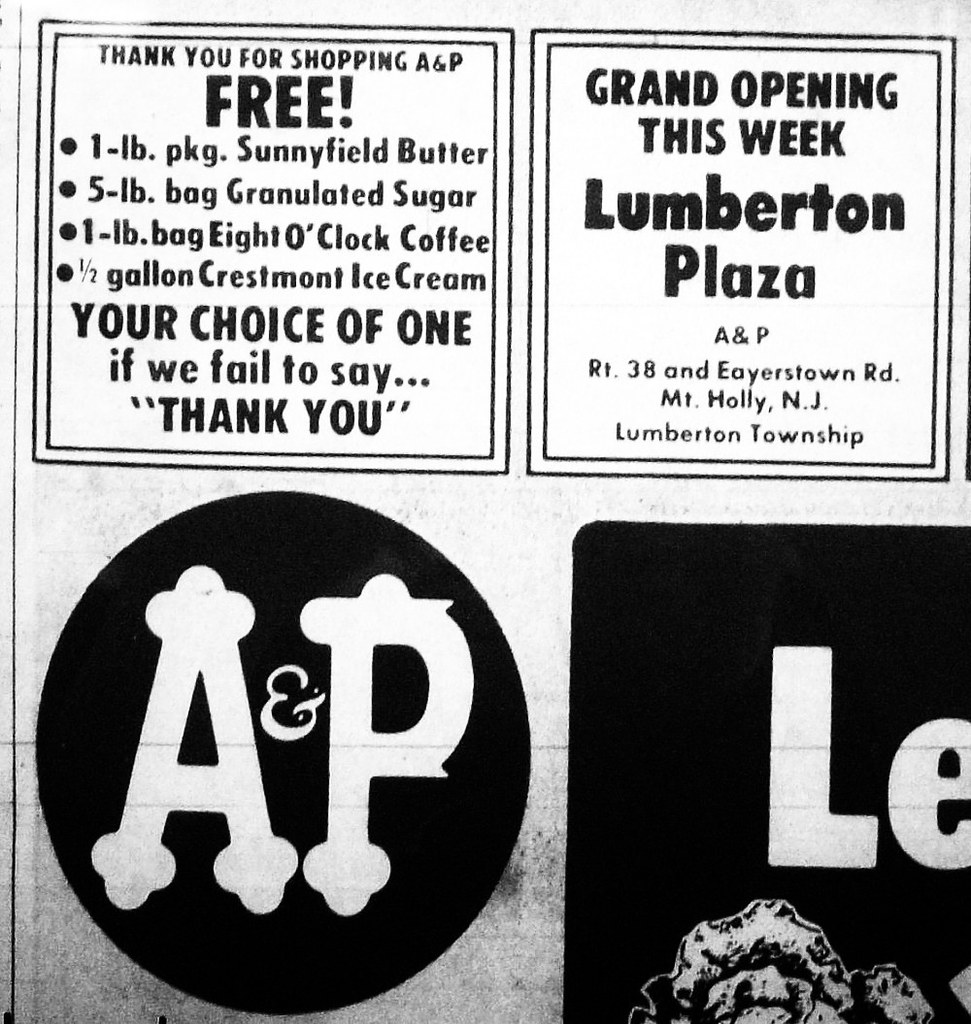 THANK YOU FOR SHOPPING A&P
FREE!
• 1-lb. pkg. Sunnyfield Butter
• 5-lb. bag Granulated Sugar
• 1-lb. bag Eight O'Clock Coffee
• ½ gallon Crestmont Ice Cream
YOUR CHOICE OF ONE
if we fail to say...
"THANK YOU"
GRAND OPENING
THIS WEEK
Lumberton
Plaza
A & P
Rt. 38 and Eayerstown Rd.
Mt. Holly, N.J.
Lumberton Township
A&P
Le